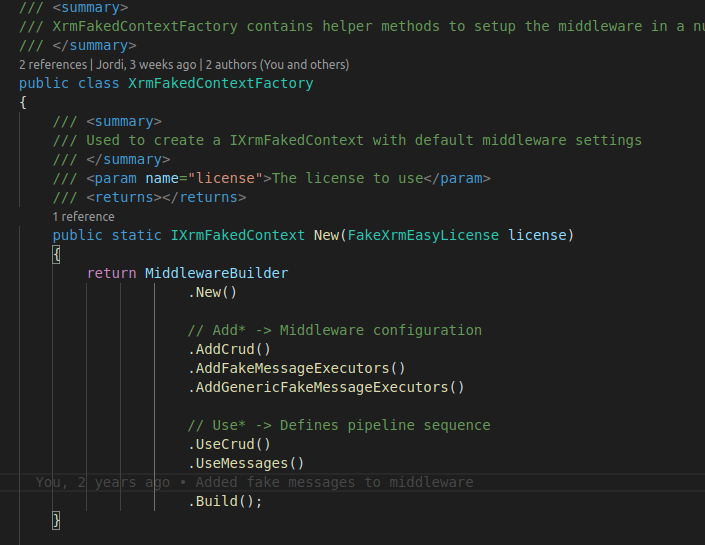 /// <summary>
/// XrmFakedContextFactory contains helper methods to setup the middleware in a
/// </summary>
2 references | Jordi, 3 weeks ago | 2 authors (You and others)
public class XrmFakedContextFactory
{
/// <summary>
/// Used to create a IXrmFakedContext with default middleware settings
/// </summary>
/// <param name="license">The license to use</param>
/// <returns></returns>
1 reference
public static IXrmFakedContext New(FakeXrmEasyLicense license)
{
return MiddlewareBuilder
.New()
// Add* -> Middleware configuration
.AddCrud()
.AddFakeMessageExecutors()
.AddGenericFakeMessageExecutors()
// Use* -> Defines pipeline sequence
.UseCrud()
.UseMessages()
You, 2 years ago • Added fake messages to middleware
.Build();
}